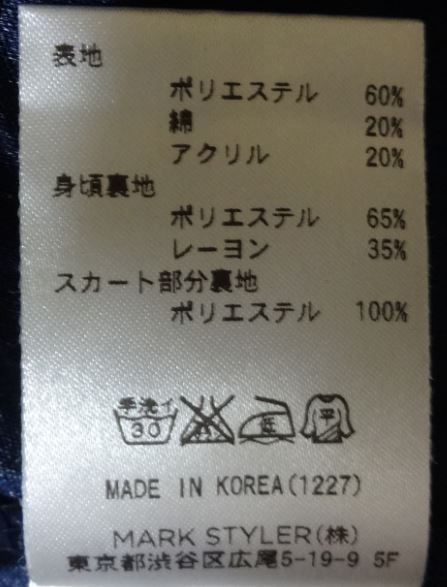 表地
ポリエステル 60%
綿 20%
アクリル 20%
身頃裏地
ポリエステル 65%
レーヨン 35%
スカート部分裏地
ポリエステル 100%
手洗イ 30 低 平
MADE IN KOREA(1227)
MARK STYLER(株)
東京都渋谷区広尾5-19-9 5F